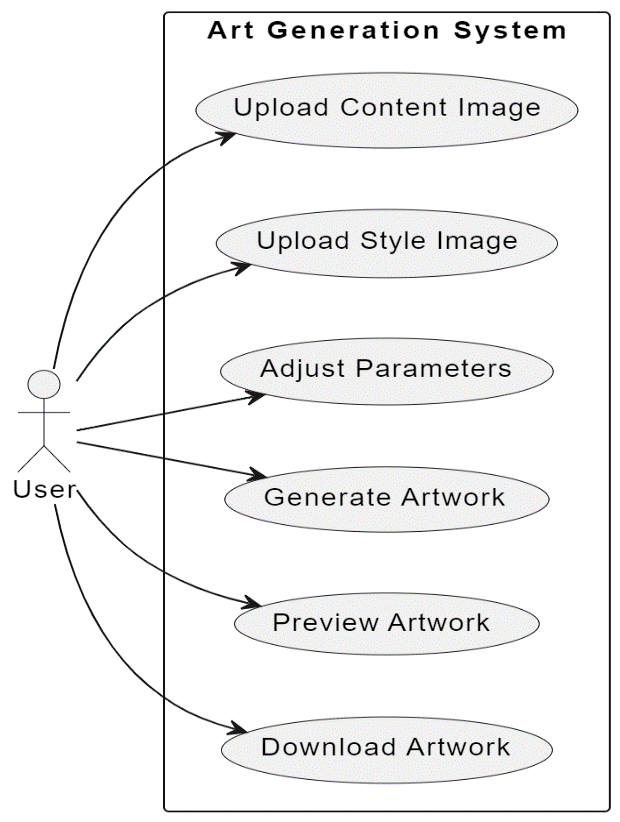 Art Generation System
Upload Content Image
Upload Style Image
Adjust Parameters
Generate Artwork
User
Preview Artwork
Download Artwork